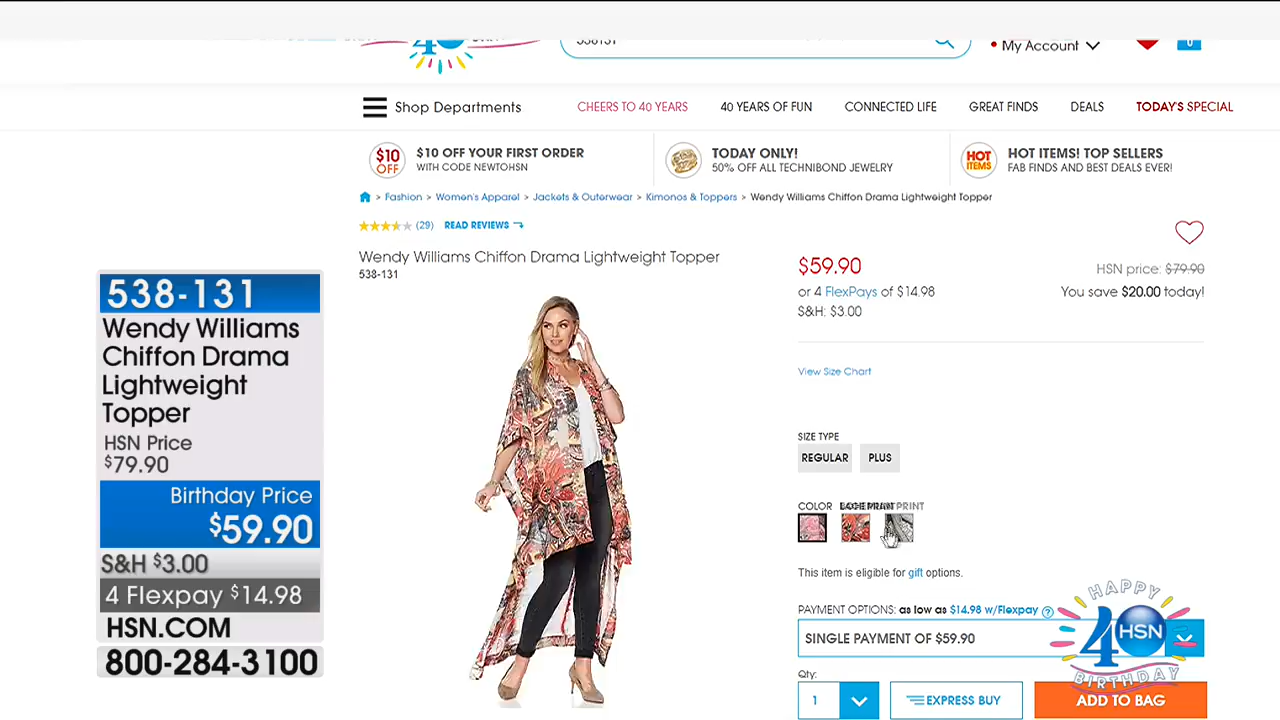 40
538131
My Account
0
Shop Departments
CHEERS TO 40 YEARS
40 YEARS OF FUN
CONNECTED LIFE
GREAT FINDS
DEALS
TODAY'S SPECIAL
$10 OFF
$10 OFF YOUR FIRST ORDER
WITH CODE NEWTOHSN
TODAY ONLY!
50% OFF ALL TECHNIBOND JEWELRY
HOT ITEMS
HOT ITEMS! TOP SELLERS
FAB FINDS AND BEST DEALS EVER!
> Fashion > Women's Apparel > Jackets & Outerwear > Kimonos & Toppers > Wendy Williams Chiffon Drama Lightweight Topper
(29) READ REVIEWS
Wendy Williams Chiffon Drama Lightweight Topper
538-131
$59.90
HSN price: $79.90
or 4 FlexPays of $14.98
You save $20.00 today!
S&H: $3.00
View Size Chart
SIZE TYPE
REGULAR
PLUS
COLOR
PRINT
This item is eligible for gift options.
PAYMENT OPTIONS: as low as $14.98 w/Flexpay ?
SINGLE PAYMENT OF $59.90
Qty:
1
EXPRESS BUY
ADD TO BAG
538-131
Wendy Williams
Chiffon Drama
Lightweight
Topper
HSN Price
$79.90
Birthday Price
$59.90
S&H $3.00
4 Flexpay $14.98
HSN.COM
800-284-3100
HAPPY
40 HSN
BIRTHDAY